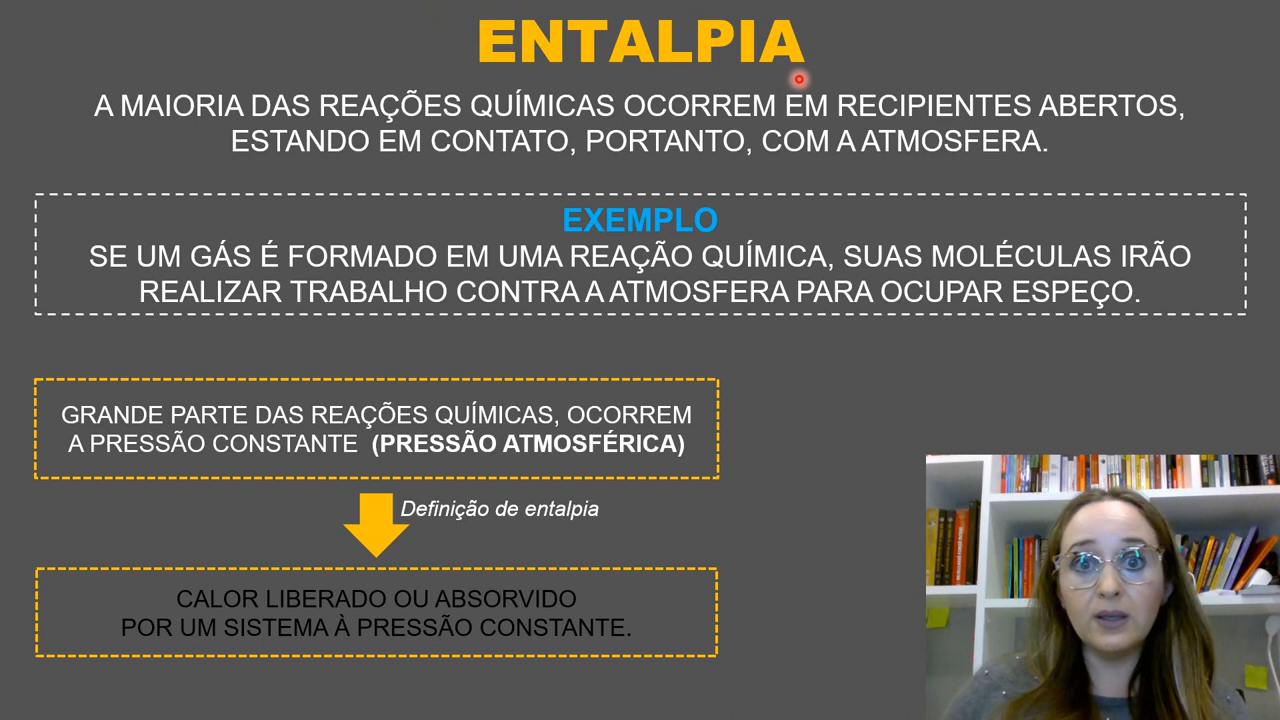 ENTALPIA
A MAIORIA DAS REAÇÕES QUÍMICAS OCORREM EM RECIPIENTES ABERTOS,
ESTANDO EM CONTATO, PORTANTO, COM A ATMOSFERA.
EXEMPLO
SE UM GÁS É FORMADO EM UMA REAÇÃO QUÍMICA, SUAS MOLÉCULAS IRÃO
REALIZAR TRABALHO CONTRA A ATMOSFERA PARA OCUPAR ESPEÇO.
GRANDE PARTE DAS REAÇÕES QUÍMICAS, OCORREM
A PRESSÃO CONSTANTE (PRESSÃO ATMOSFÉRICA)
Definição de entalpia
CALOR LIBERADO OU ABSORVIDO
POR UM SISTEMA À PRESSÃO CONSTANTE.